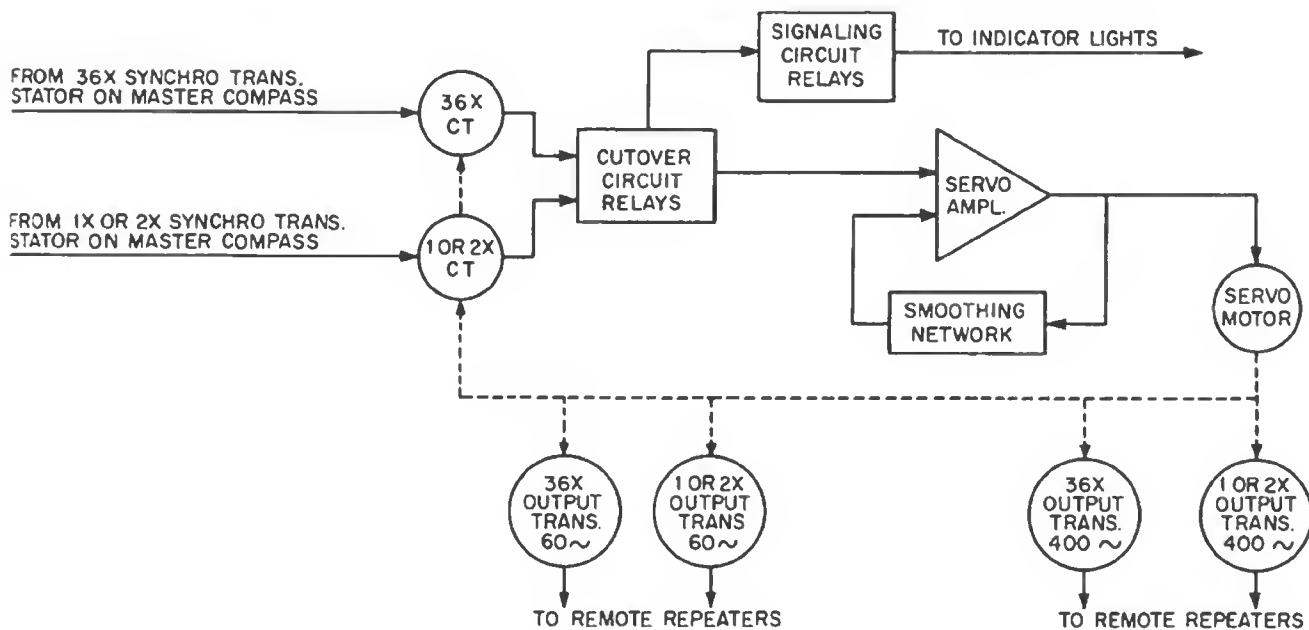 SIGNALING
CIRCUIT
RELAYS
TO INDICATOR LIGHTS
FROM 36X SYNCHRO TRANS.
STATOR ON MASTER COMPASS
36X
CT
CUTOVER
CIRCUIT
RELAYS
SERVO
AMPL.
FROM 1X OR 2X SYNCHRO TRANS.
STATOR ON MASTER COMPASS
1 OR 2X
CT
SMOOTHING
NETWORK
SERVO
MOTOR
36X
OUTPUT
TRANS.
60~
1 OR 2X
OUTPUT
TRANS
60~
36X
OUTPUT
TRANS.
400~
1 OR 2X
OUTPUT
TRANS.
400~
TO REMOTE REPEATERS
TO REMOTE REPEATERS